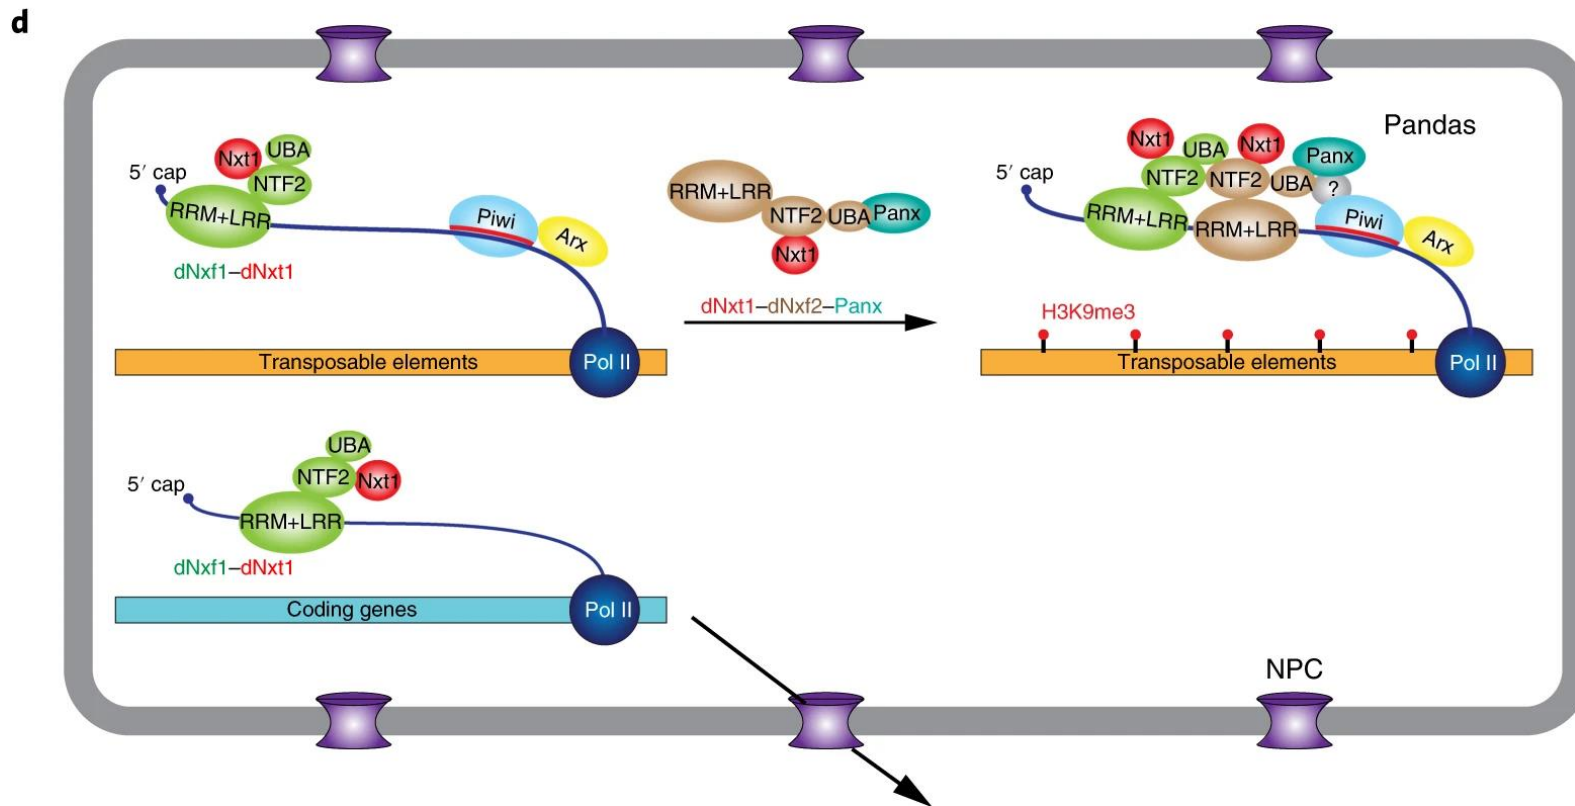 d
5′ cap
Nxt1
UBA
NTF2
RRM+LRR
dNxf1–dNxt1
Piwi
Arx
Transposable elements
Pol II
RRM+LRR
NTF2
UBA
Panx
Nxt1
dNxt1–dNxf2–Panx
Pandas
5′ cap
Nxt1
UBA
Nxt1
Panx
NTF2
NTF2
UBA
?
RRM+LRR
RRM+LRR
Piwi
Arx
H3K9me3
Transposable elements
Pol II
5′ cap
UBA
NTF2
Nxt1
RRM+LRR
dNxf1–dNxt1
Coding genes
Pol II
NPC